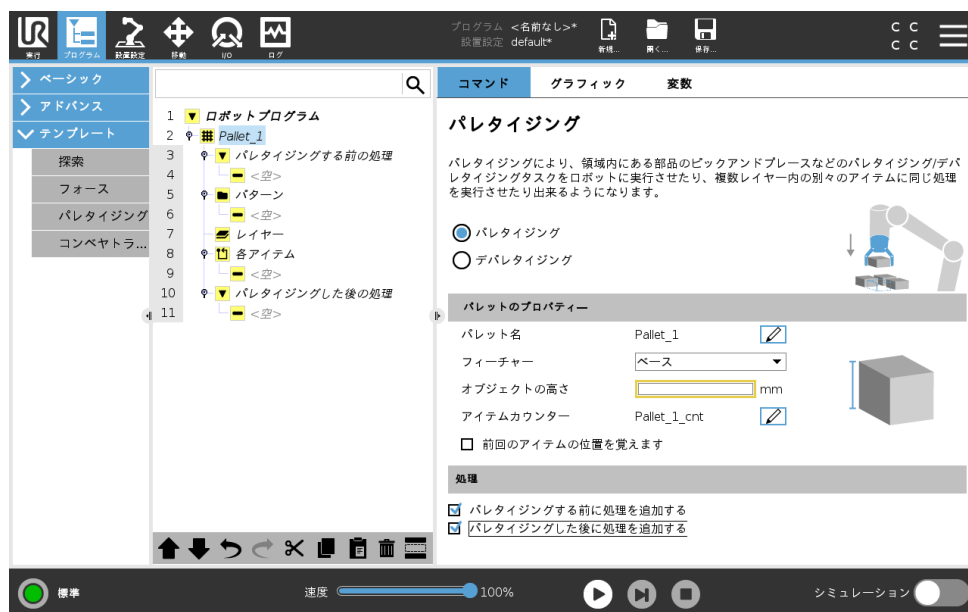 UR
実行
プログラム
設置設定
移動
I/O
ログ
プログラム <名前なし>*
設置設定 default*
新規...
開く...
保存...
C C
C C
ベーシック
アドバンス
テンプレート
探索
フォース
パレタイジング
コンベヤトラ...
1 ロボットプログラム
2 Pallet_1
3 パレタイジングする前の処理
4 <空>
5 パターン
6 <空>
7 レイヤー
8 各アイテム
9 <空>
10 パレタイジングした後の処理
11 <空>
コマンド グラフィック 変数
パレタイジング
パレタイジングにより、領域内にある部品のピックアンドプレースなどのパレタイジング/デパ
レタイジングタスクをロボットに実行させたり、複数レイヤー内の別々のアイテムに同じ処理
を実行させたり出来るようになります。
パレタイジング
デパレタイジング
パレットのプロパティー
パレット名 Pallet_1
フィーチャー ベース
オブジェクトの高さ mm
アイテムカウンター Pallet_1_cnt
前回のアイテムの位置を覚えます
処理
パレタイジングする前に処理を追加する
パレタイジングした後に処理を追加する
標準
速度 100%
シミュレーション